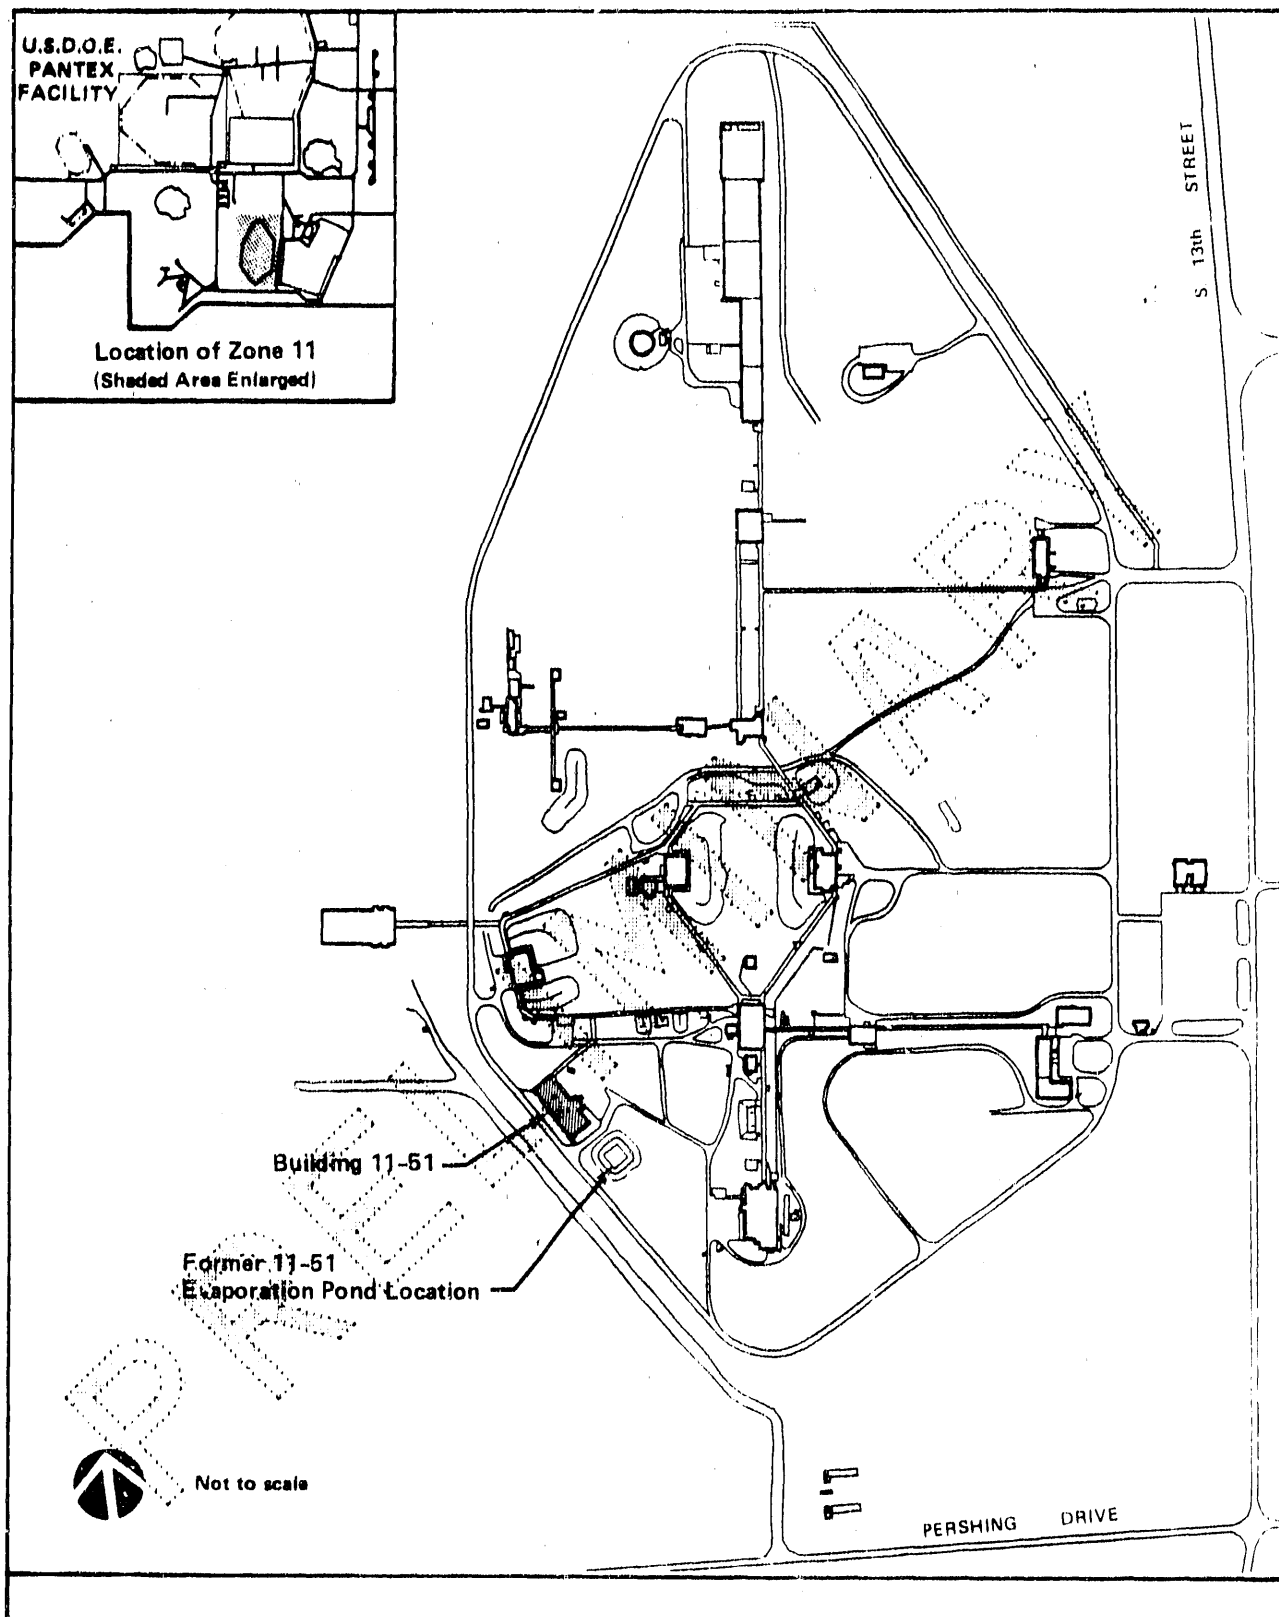 U.S.D.O.E.
PANTEX
FACILITY
Location of Zone 11
(Shaded Area Enlarged)
S 13th STREET
Building 11-51
Former 11-51
Evaporation Pond Location
Not to scale
PERSHING DRIVE
PRELIMINARY